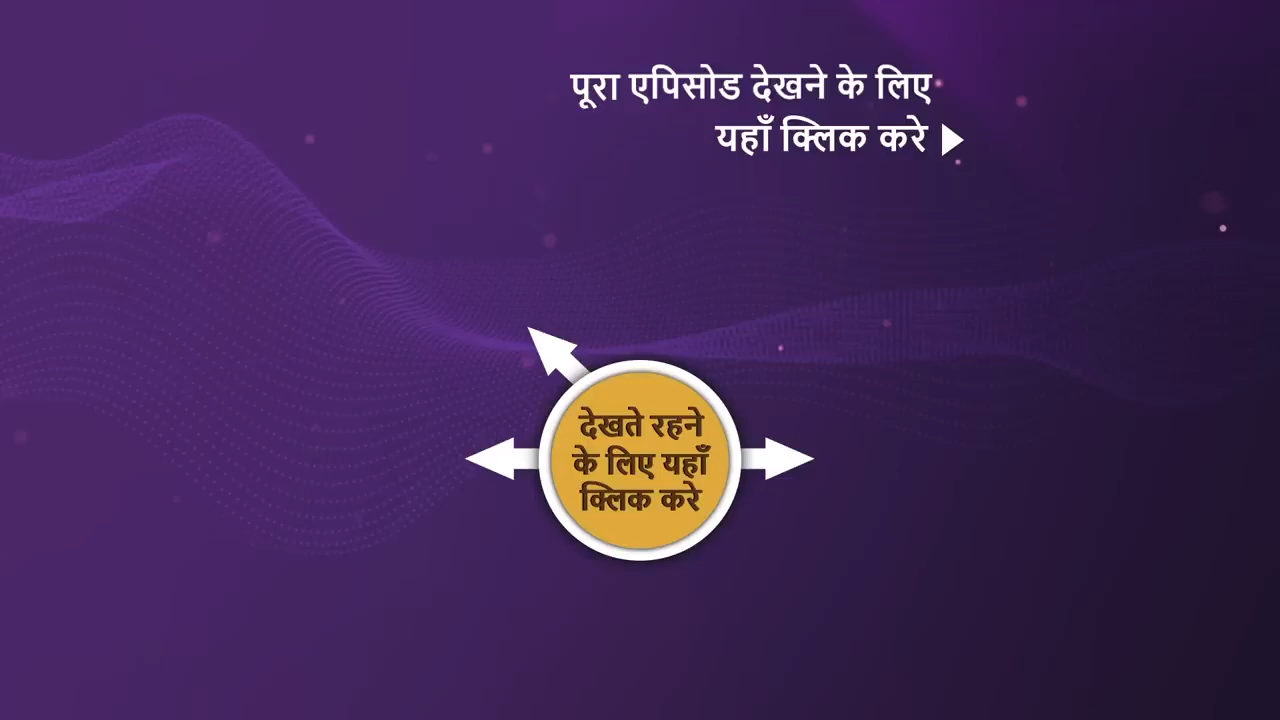 पूरा एपिसोड देखने के लिए
यहाँ क्लिक करे
देखते रहने
के लिए यहाँ
क्लिक करे